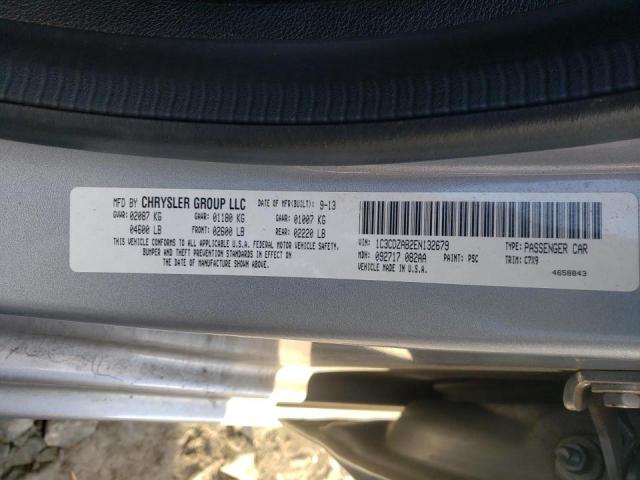 MFD BY CHRYSLER GROUP LLC DATE OF MFR(BUILT): 9-13
GVWR: 02087 KG GAWR: 01180 KG GAWR: 01007 KG
04600 LB FRONT: 02600 LB REAR: 02220 LB
THIS VEHICLE CONFORMS TO ALL APPLICABLE U.S.A. FEDERAL MOTOR VEHICLE SAFETY,
BUMPER AND THEFT PREVENTION STANDARDS IN EFFECT ON
THE DATE OF MANUFACTURE SHOWN ABOVE.
VIN: 1C3CDZAB2EN132679 TYPE: PASSENGER CAR
MDH: 092717 082AA PAINT: PSC TRIM: C7X9
VEHICLE MADE IN U.S.A. 4658843